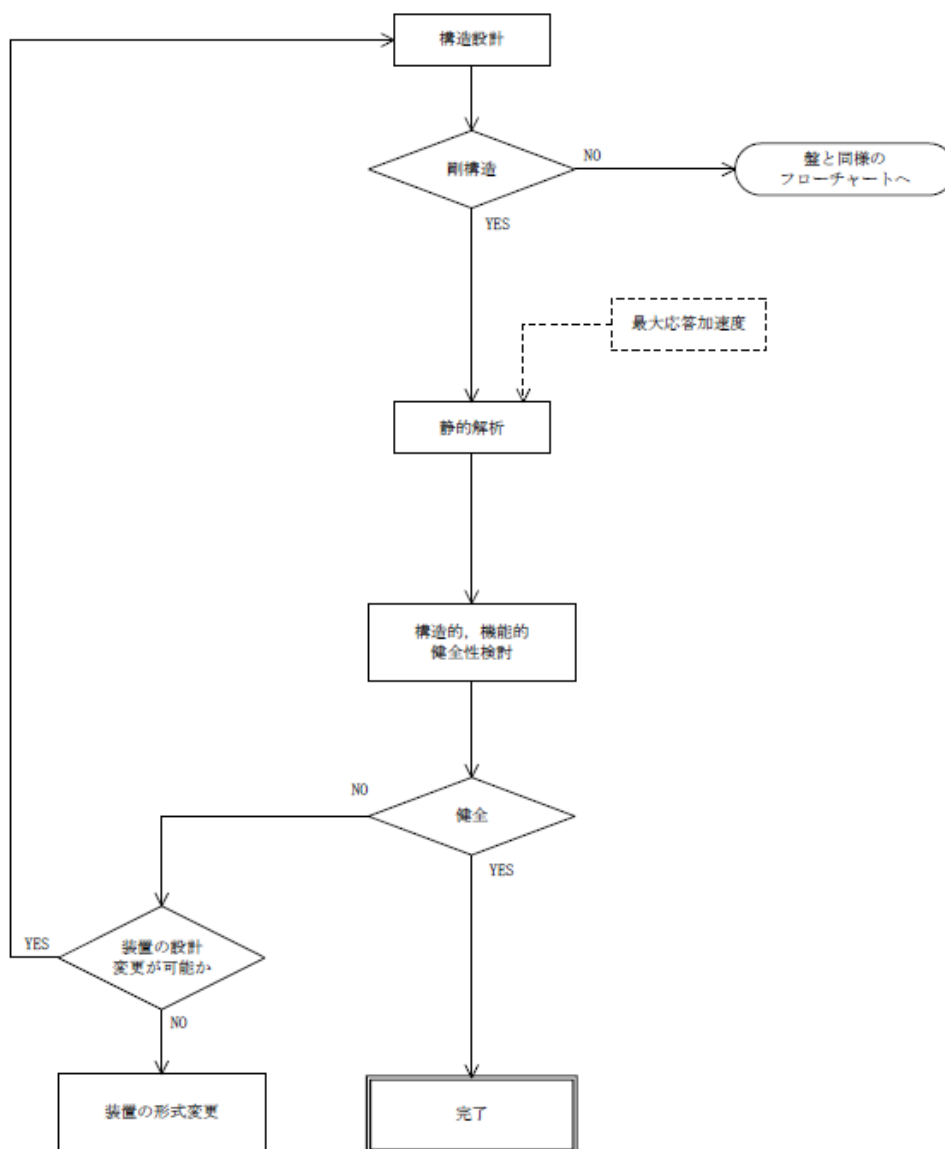 構造設計
剛構造
NO
盤と同様の
フローチャートへ
YES
最大応答加速度
静的解析
構造的，機能的
健全性検討
NO
健全
YES
YES
装置の設計
変更が可能か
NO
装置の形式変更
完了